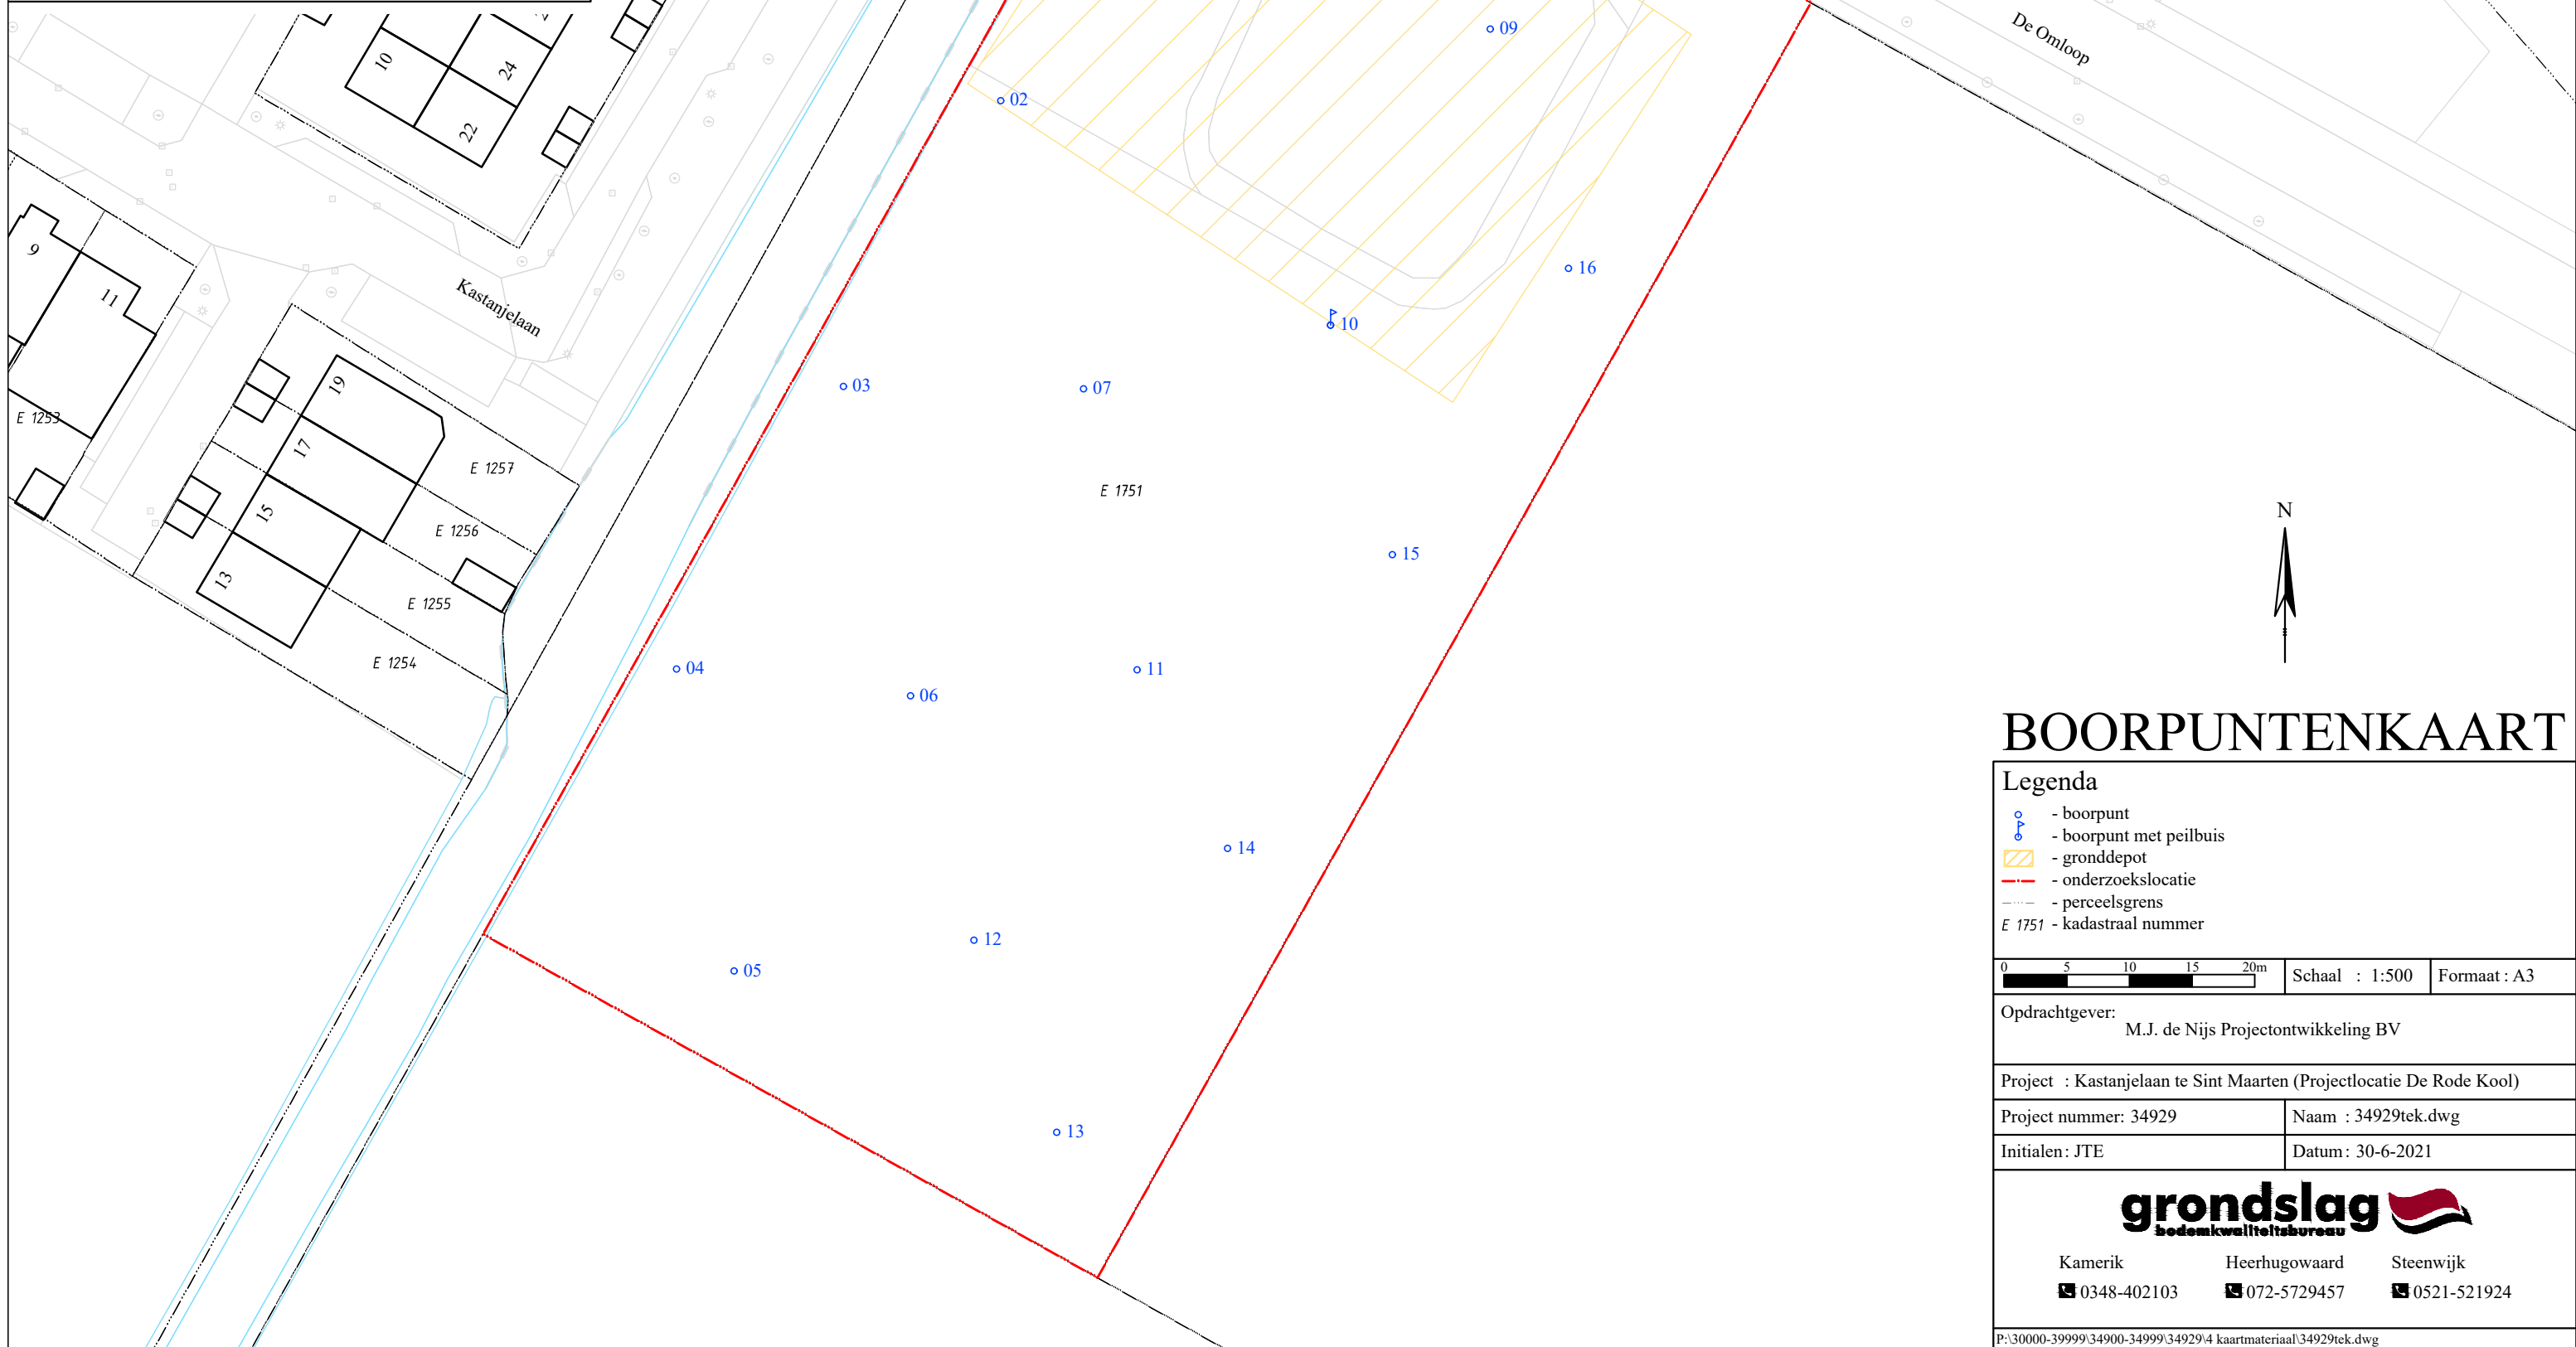 De Omloop
09
10
24
22
02
9
11
Kastanjelaan
16
10
03
07
19
E 1253
17
E 1257
E 1751
15
E 1256
15
13
E 1255
E 1254
04
06
11
14
12
05
13
N
BOORPUNTENKAART
Legenda
- boorpunt
- boorpunt met peilbuis
- gronddepot
- onderzoekslocatie
- perceelsgrens
E 1751 - kadastraal nummer
0 5 10 15 20m
Schaal : 1:500
Formaat : A3
Opdrachtgever:
M.J. de Nijs Projectontwikkeling BV
Project : Kastanjelaan te Sint Maarten (Projectlocatie De Rode Kool)
Project nummer: 34929
Naam : 34929tek.dwg
Initialen: JTE
Datum: 30-6-2021
grondslag
bodemkwaliteitsbureau
Kamerik Heerhugowaard Steenwijk
0348-402103 072-5729457 0521-521924
P:\30000-39999\34900-34999\34929\4 kaartmateriaal\34929tek.dwg